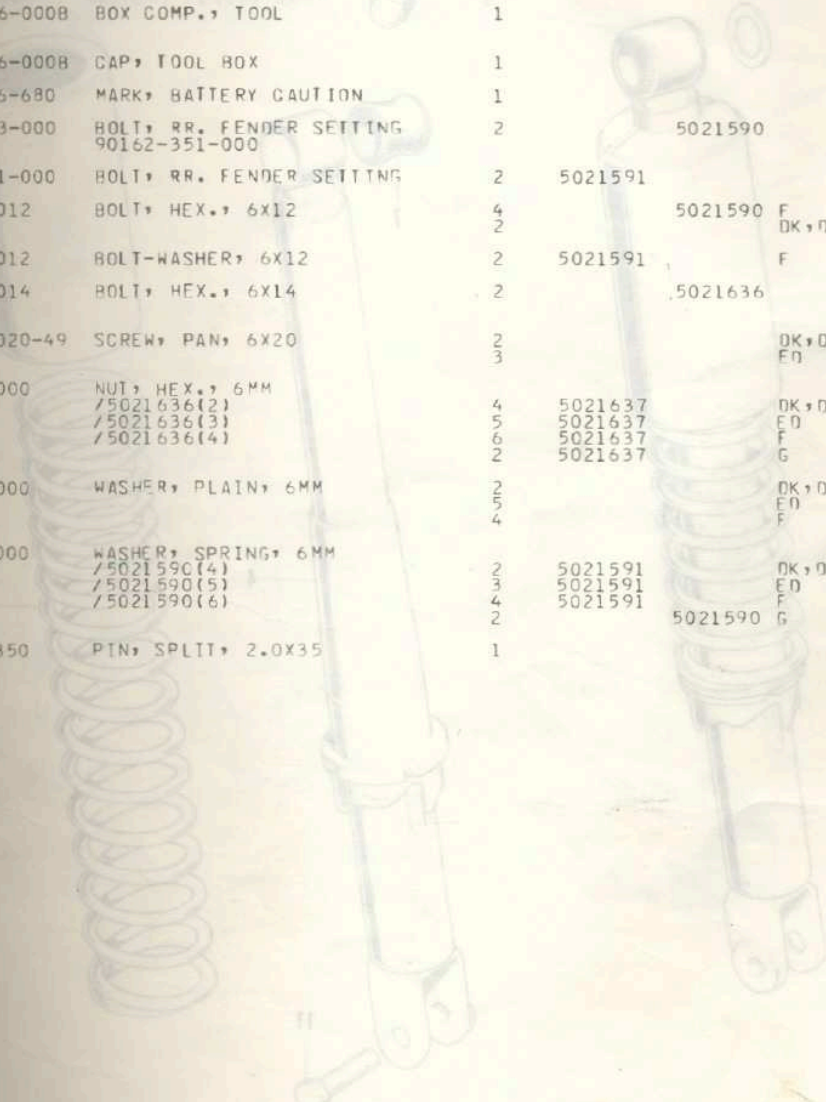 6-000B BOX COMP., TOOL 1
6-000B CAP, TOOL BOX 1
6-680 MARK, BATTERY CAUTION 1
3-000 BOLT, RR. FENDER SETTING 2 5021590
90162-351-000
1-000 BOLT, RR. FENDER SETTING 2 5021591
012 BOLT, HEX., 6X12 4 5021590 F
2 DK,D
012 BOLT-WASHER, 6X12 2 5021591 F
014 BOLT, HEX., 6X14 2 5021636
020-49 SCREW, PAN, 6X20 2 DK,D
3 ED
000 NUT, HEX., 6MM
/5021636(2) 4 5021637 DK,D
/5021636(3) 5 5021637 ED
/5021636(4) 6 5021637 F
2 5021637 G
000 WASHER, PLAIN, 6MM 2 DK,D
5 ED
4 F
000 WASHER, SPRING, 6MM
/5021590(4) 2 5021591 DK,D
/5021590(5) 3 5021591 ED
/5021590(6) 4 5021591 F
2 5021590 G
350 PIN, SPLIT, 2.0X35 1